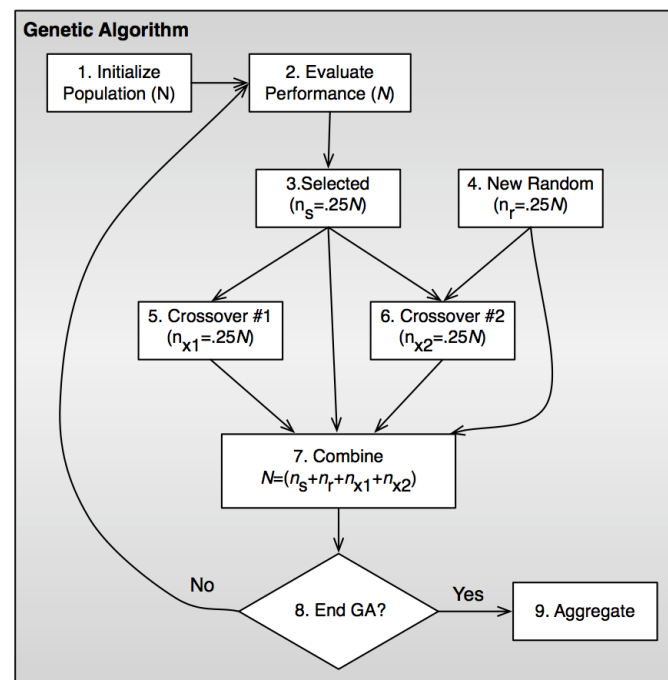 Genetic Algorithm
1. Initialize
Population (N)
2. Evaluate
Performance (N)
3.Selected
(ns=.25N)
4. New Random
(nr=.25N)
5. Crossover #1
(nx1=.25N)
6. Crossover #2
(nx2=.25N)
7. Combine
N=(ns+nr+nx1+nx2)
8. End GA?
No
Yes
9. Aggregate